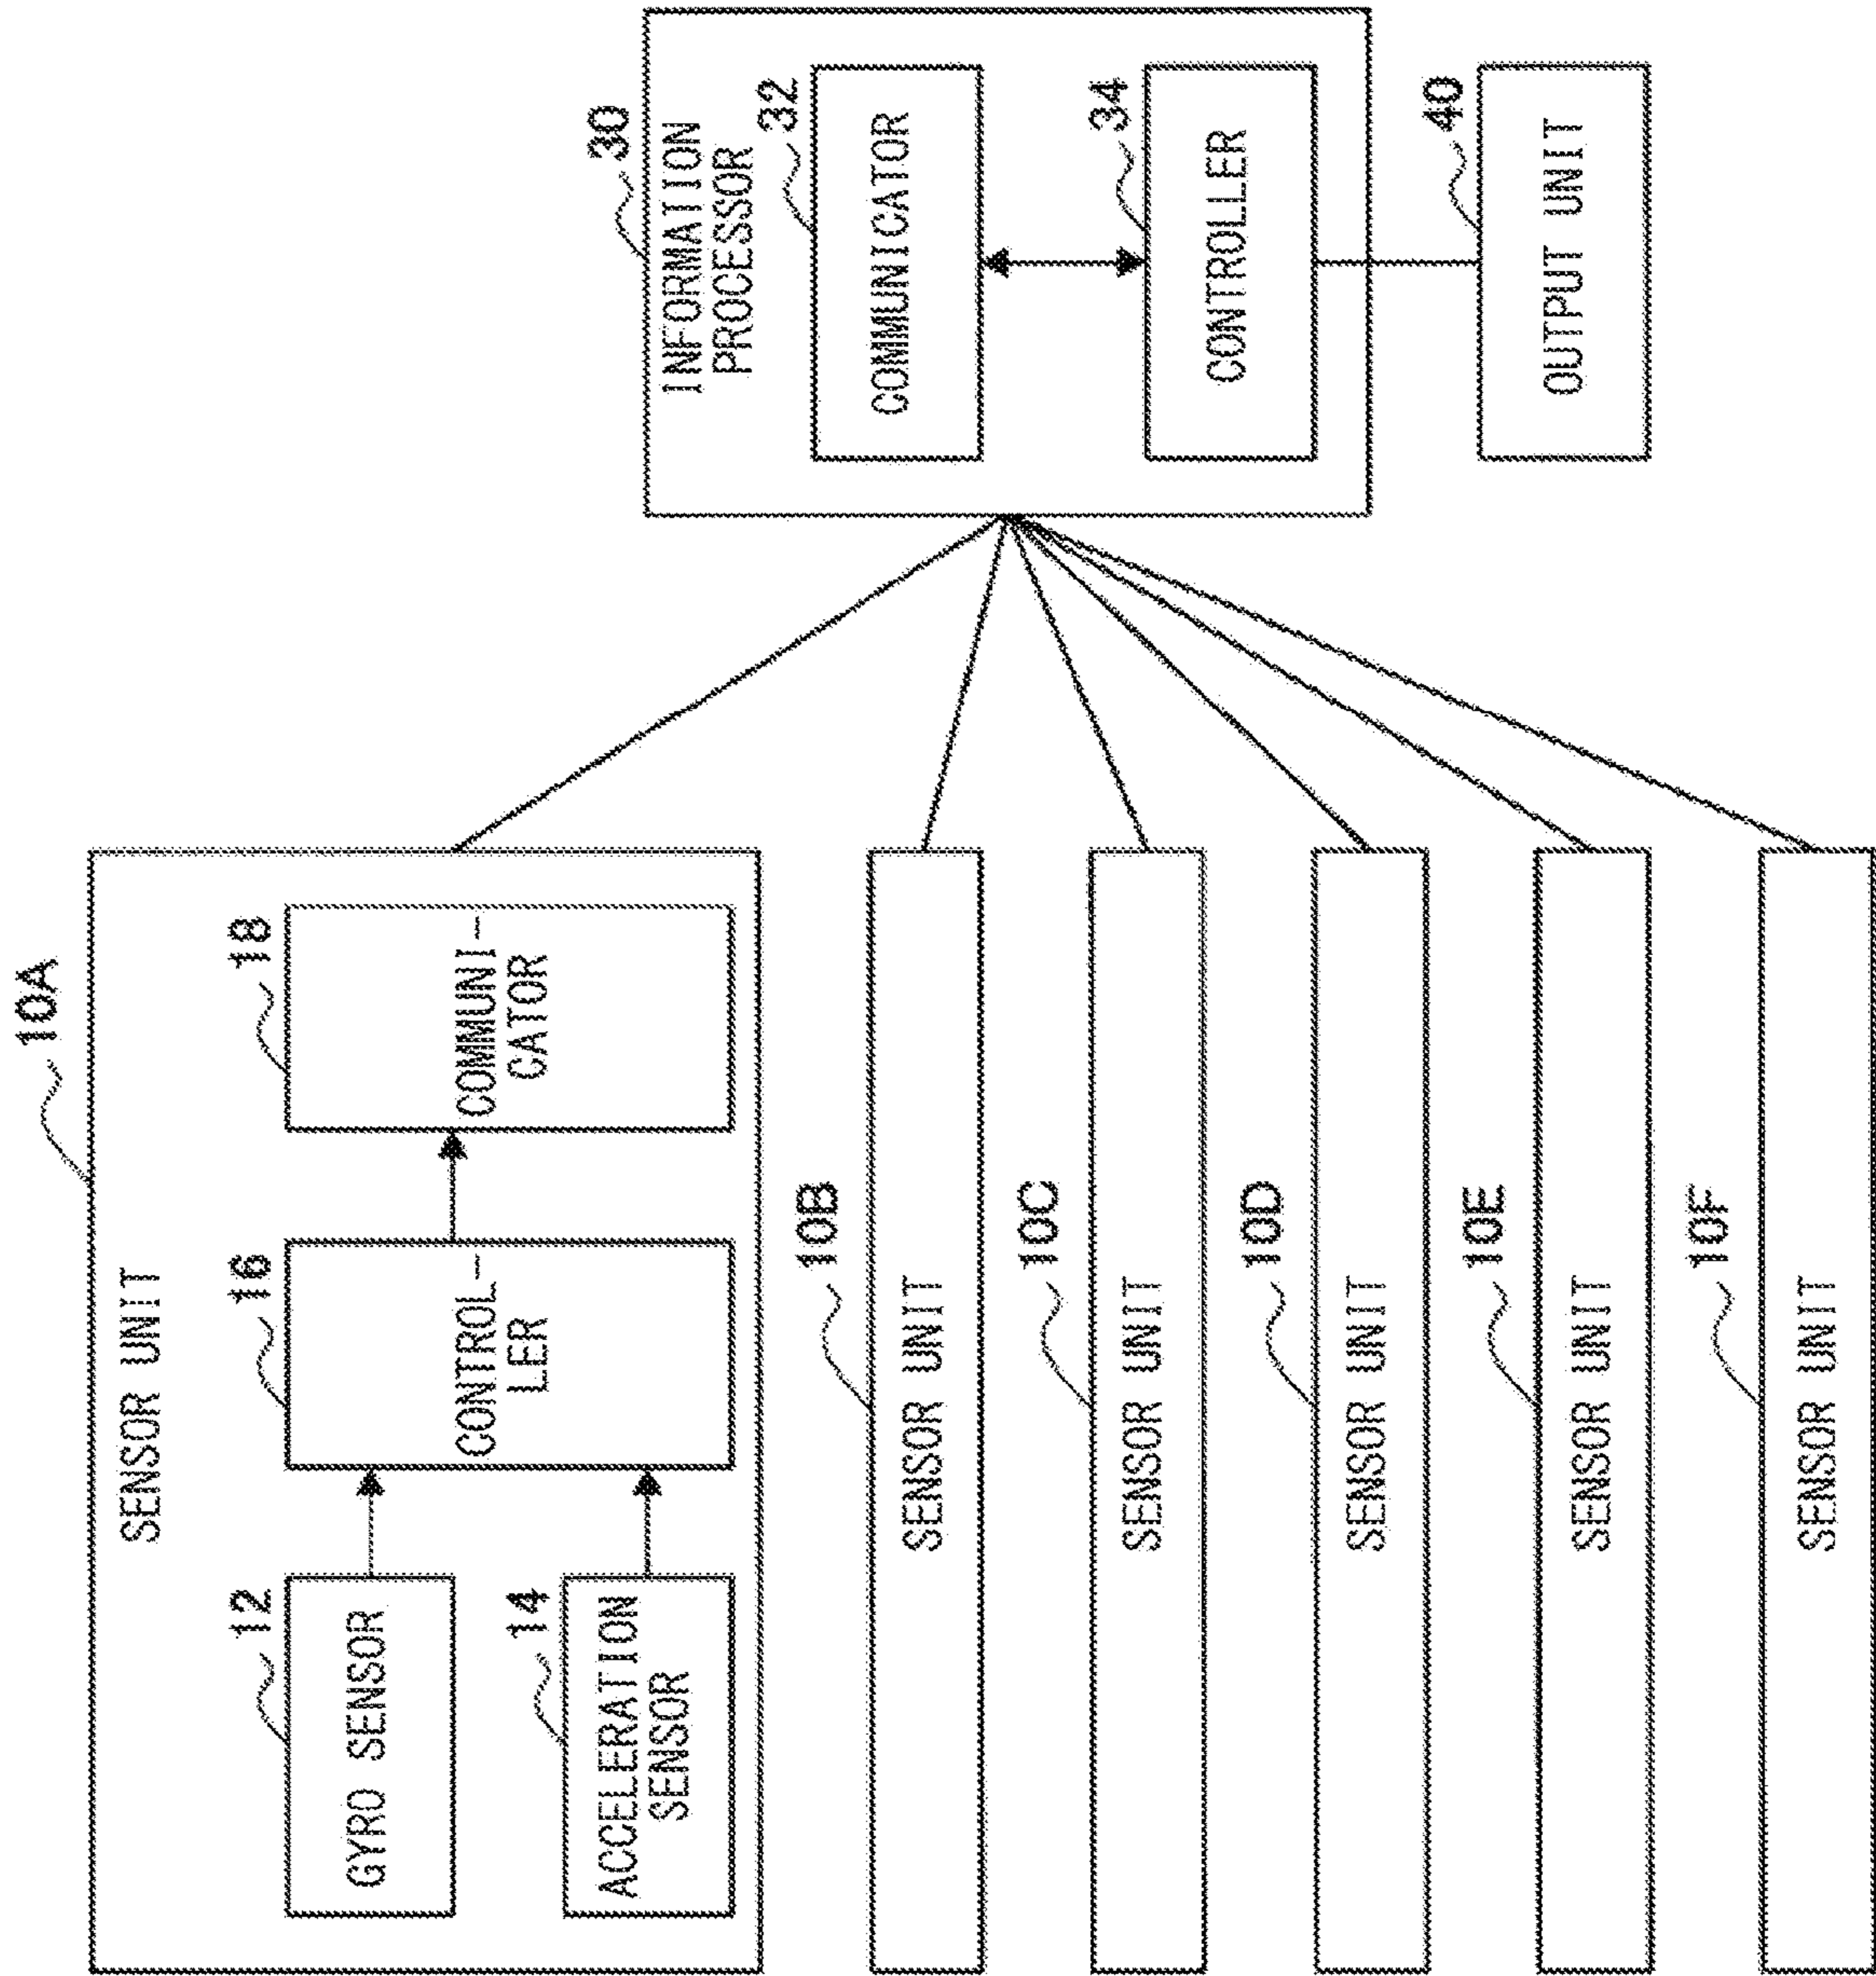 10A
SENSOR UNIT
12
GYRO SENSOR
14
ACCELERATION
SENSOR
16
CONTROL-
LER
18
COMMUNI-
CATOR
10B
SENSOR UNIT
10C
SENSOR UNIT
10D
SENSOR UNIT
10E
SENSOR UNIT
10F
SENSOR UNIT
30
INFORMATION
PROCESSOR
32
COMMUNICATOR
34
CONTROLLER
40
OUTPUT UNIT